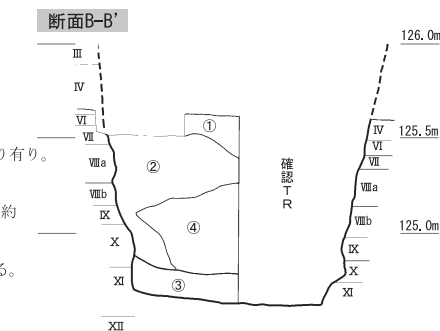 断面B-B’
126.0m
Ⅲ
Ⅳ
Ⅵ
Ⅶ
Ⅷa
Ⅷb
Ⅸ
Ⅹ
Ⅺ
Ⅻ
り有り。
約
る。
①
②
④
③
確認TR
Ⅳ
Ⅵ
Ⅶ
Ⅷa
Ⅷb
Ⅸ
Ⅹ
Ⅺ
125.5m
125.0m